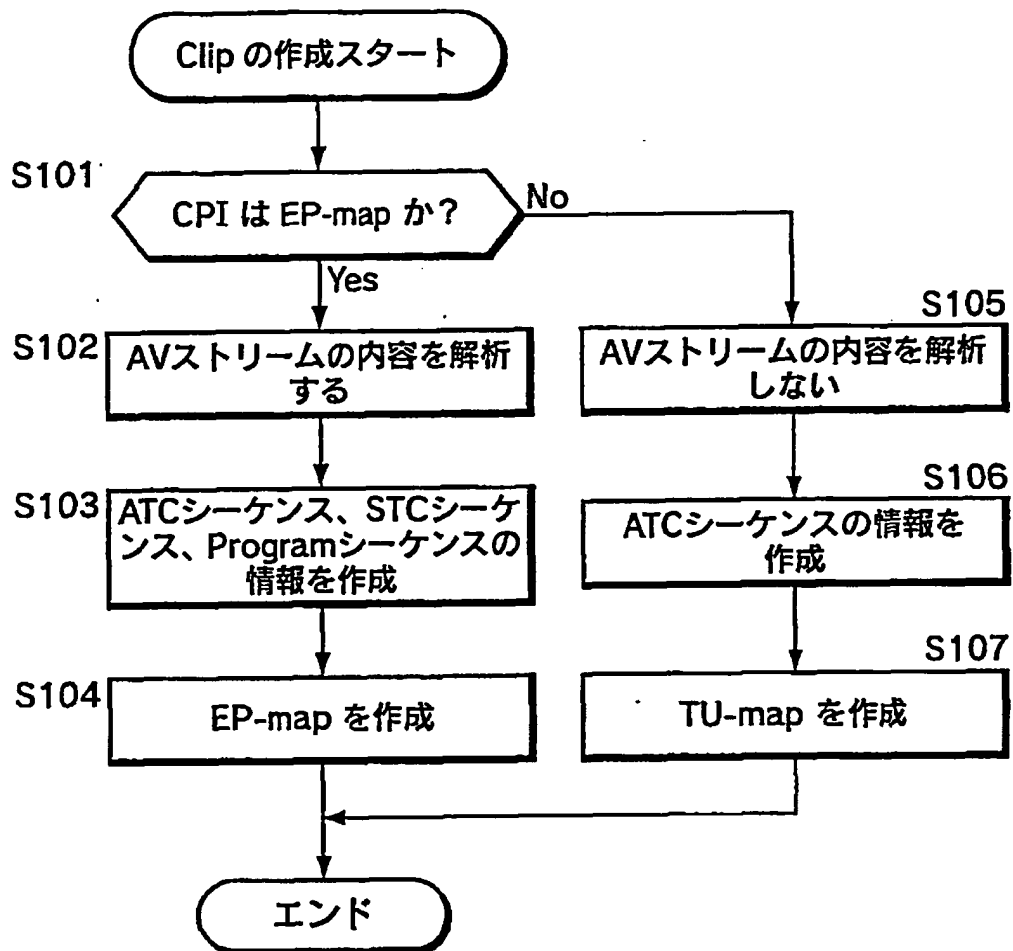 Clip の作成スタート
S101
CPI は EP-map か？
No
Yes
S102
AVストリームの内容を解析
する
S103
ATCシーケンス、STCシーケ
ンス、Programシーケンスの
情報を作成
S104
EP-map を作成
S105
AVストリームの内容を解析
しない
S106
ATCシーケンスの情報を
作成
S107
TU-map を作成
エンド